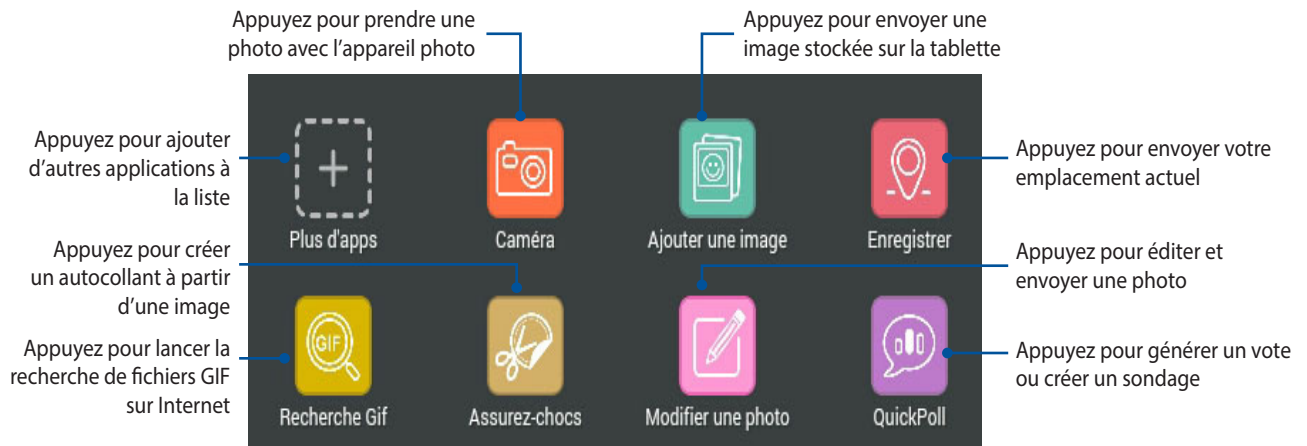 Appuyez pour prendre une
photo avec l'appareil photo
Appuyez pour envoyer une
image stockée sur la tablette
Appuyez pour ajouter
d'autres applications à
la liste
Appuyez pour envoyer votre
emplacement actuel
Plus d'apps
Caméra
Ajouter une image
Enregistrer
Appuyez pour créer
un autocollant à partir
d'une image
Appuyez pour éditer et
envoyer une photo
GIF
Appuyez pour lancer la
recherche de fichiers GIF
sur Internet
Appuyez pour générer un vote
ou créer un sondage
Recherche Gif
Assurez-chocs
Modifier une photo
QuickPoll